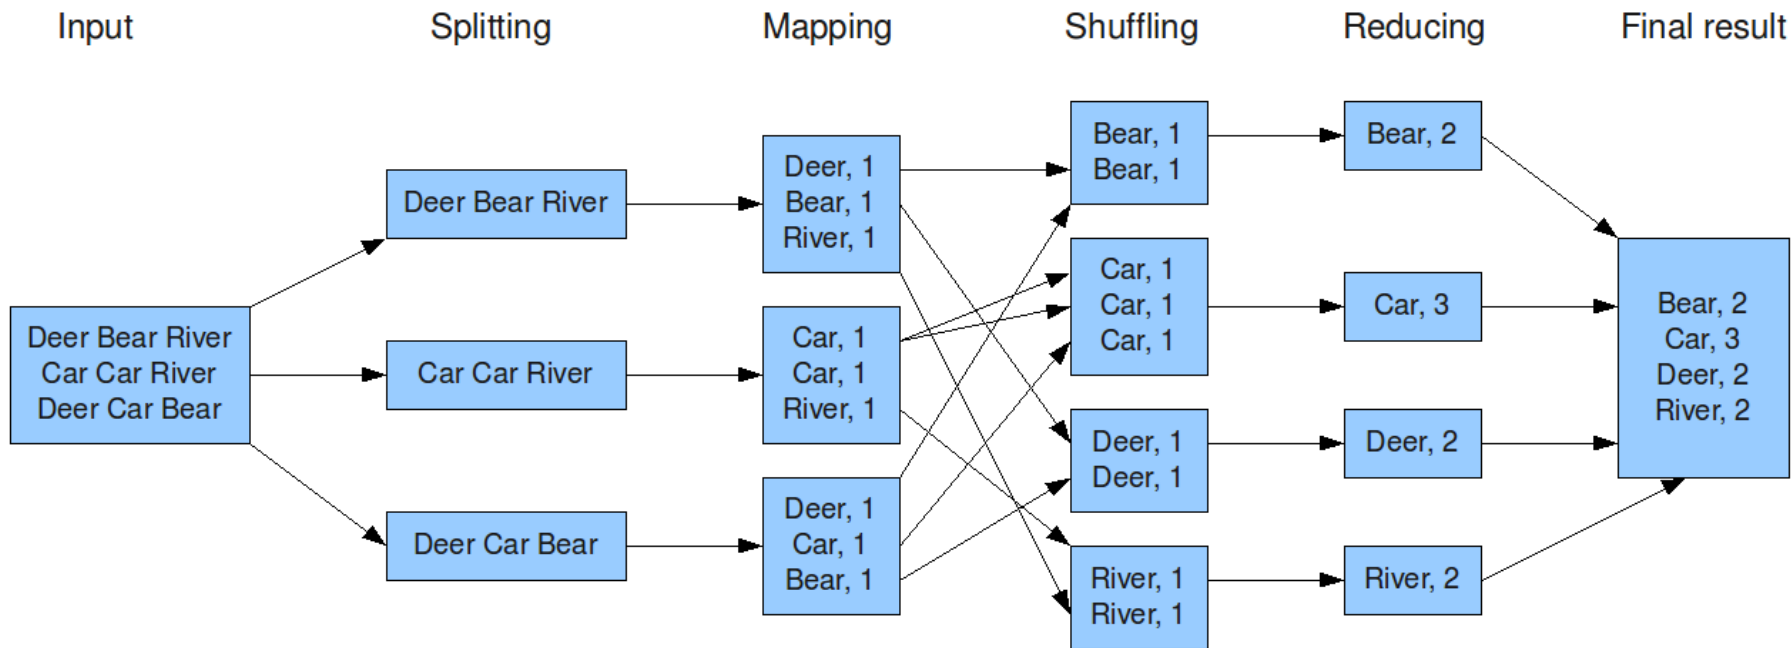 Input
Splitting
Mapping
Shuffling
Reducing
Final result
Deer Bear River
Car Car River
Deer Car Bear
Deer Bear River
Car Car River
Deer Car Bear
Deer, 1
Bear, 1
River, 1
Car, 1
Car, 1
River, 1
Deer, 1
Car, 1
Bear, 1
Bear, 1
Bear, 1
Car, 1
Car, 1
Car, 1
Deer, 1
Deer, 1
River, 1
River, 1
Bear, 2
Car, 3
Deer, 2
River, 2
Bear, 2
Car, 3
Deer, 2
River, 2